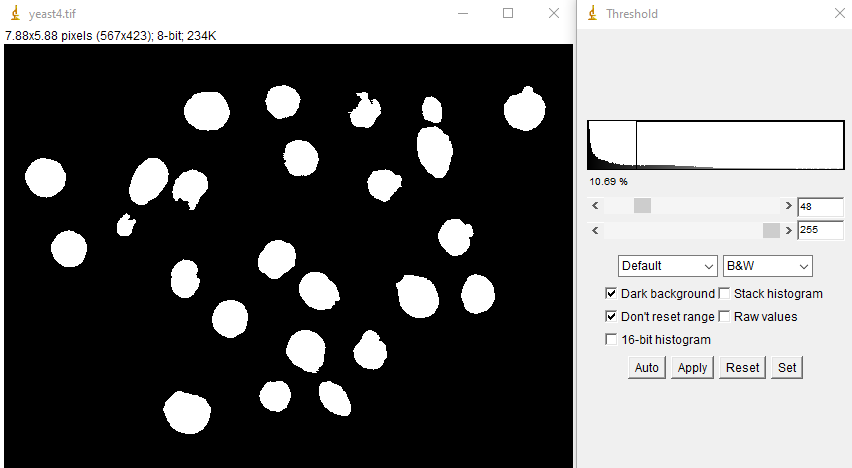 yeast4.tif
7.88x5.88 pixels (567x423); 8-bit; 234K
Threshold
10.69 %
48
255
Default B&W
Dark background Stack histogram
Don't reset range Raw values
16-bit histogram
Auto Apply Reset Set